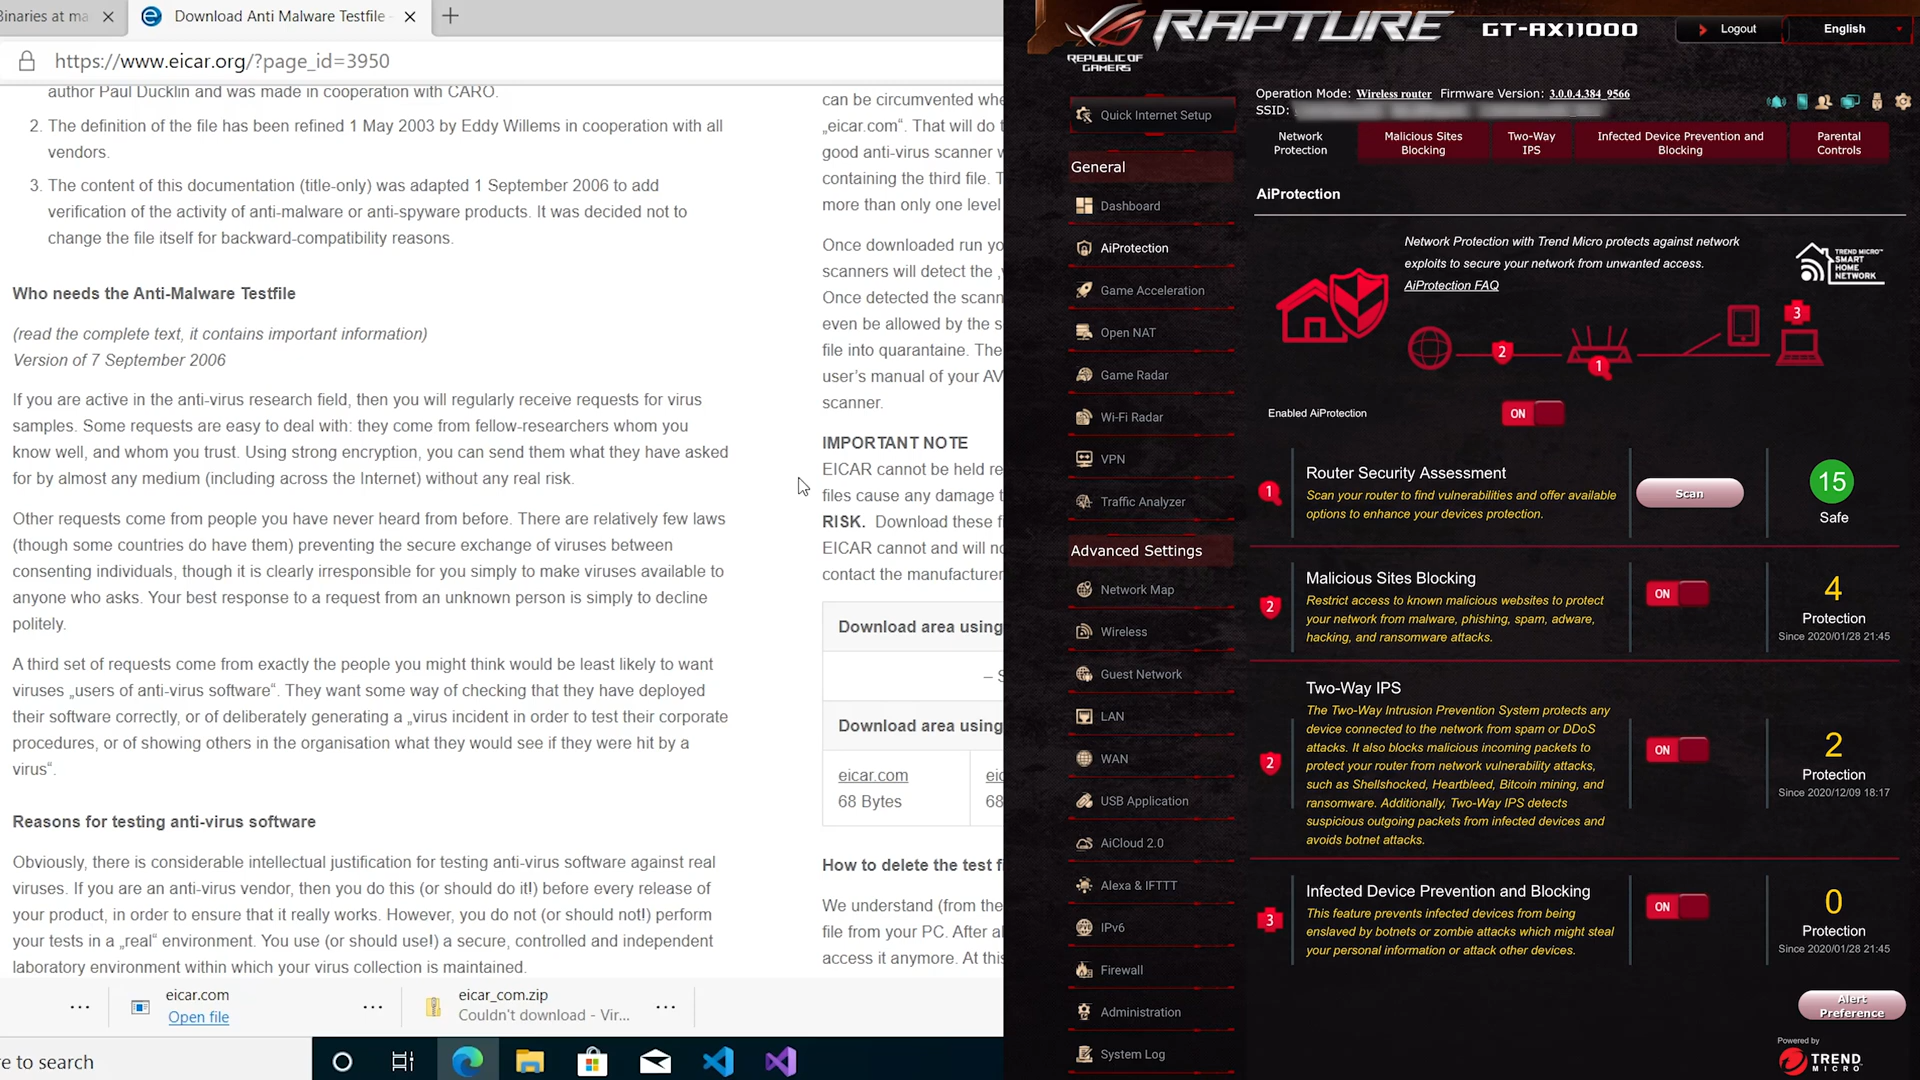 Binaries at ma
Download Anti Malware Testfile -
https://www.eicar.org/?page_id=3950
author Paul Ducklin and was made in cooperation with CARO.
2. The definition of the file has been refined 1 May 2003 by Eddy Willems in cooperation with all
vendors.
3. The content of this documentation (title-only) was adapted 1 September 2006 to add
verification of the activity of anti-malware or anti-spyware products. It was decided not to
change the file itself for backward-compatibility reasons.
Who needs the Anti-Malware Testfile
(read the complete text, it contains important information)
Version of 7 September 2006
If you are active in the anti-virus research field, then you will regularly receive requests for virus
samples. Some requests are easy to deal with: they come from fellow-researchers whom you
know well, and whom you trust. Using strong encryption, you can send them what they have asked
for by almost any medium (including across the Internet) without any real risk.
Other requests come from people you have never heard from before. There are relatively few laws
(though some countries do have them) preventing the secure exchange of viruses between
consenting individuals, though it is clearly irresponsible for you simply to make viruses available to
anyone who asks. Your best response to a request from an unknown person is simply to decline
politely.
A third set of requests come from exactly the people you might think would be least likely to want
viruses „users of anti-virus software“. They want some way of checking that they have deployed
their software correctly, or of deliberately generating a „virus incident in order to test their corporate
procedures, or of showing others in the organisation what they would see if they were hit by a
virus“.
Reasons for testing anti-virus software
Obviously, there is considerable intellectual justification for testing anti-virus software against real
viruses. If you are an anti-virus vendor, then you do this (or should do it!) before every release of
your product, in order to ensure that it really works. However, you do not (or should not!) perform
your tests in a „real“ environment. You use (or should use!) a secure, controlled and independent
laboratory environment within which your virus collection is maintained.
can be circumvented whe
„eicar.com“. That will do t
good anti-virus scanner w
containing the third file. T
more than only one level
Once downloaded run yo
scanners will detect the ‚
Once detected the scann
even be allowed by the s
file into quarantaine. The
user’s manual of your AV
scanner.
IMPORTANT NOTE
EICAR cannot be held re
files cause any damage t
RISK. Download these f
EICAR cannot and will no
contact the manufacturer
Download area using
– S
Download area using
eicar.com
68 Bytes
eic
68
How to delete the test f
We understand (from the
file from your PC. After al
access it anymore. At this
eicar.com
Open file
eicar_com.zip
Couldn't download - Vir...
re to search
REPUBLIC OF
GAMERS
RAPTURE
GT-AX11000
Logout
English
Quick Internet Setup
General
Dashboard
AiProtection
Game Acceleration
Open NAT
Game Radar
Wi-Fi Radar
VPN
Traffic Analyzer
Advanced Settings
Network Map
Wireless
Guest Network
LAN
WAN
USB Application
AiCloud 2.0
Alexa & IFTTT
IPv6
Firewall
Administration
System Log
Operation Mode: Wireless router Firmware Version: 3.0.0.4.384_9566
SSID:
Network
Protection
Malicious Sites
Blocking
Two-Way
IPS
Infected Device Prevention and
Blocking
Parental
Controls
AiProtection
Network Protection with Trend Micro protects against network
exploits to secure your network from unwanted access.
AiProtection FAQ
TREND MICRO™
SMART
HOME
NETWORK
3
2
1
Enabled AiProtection
ON
1
Router Security Assessment
Scan your router to find vulnerabilities and offer available
options to enhance your devices protection.
Scan
15
Safe
2
Malicious Sites Blocking
Restrict access to known malicious websites to protect
your network from malware, phishing, spam, adware,
hacking, and ransomware attacks.
ON
4
Protection
Since 2020/01/28 21:45
2
Two-Way IPS
The Two-Way Intrusion Prevention System protects any
device connected to the network from spam or DDoS
attacks. It also blocks malicious incoming packets to
protect your router from network vulnerability attacks,
such as Shellshocked, Heartbleed, Bitcoin mining, and
ransomware. Additionally, Two-Way IPS detects
suspicious outgoing packets from infected devices and
avoids botnet attacks.
ON
2
Protection
Since 2020/12/09 18:17
3
Infected Device Prevention and Blocking
This feature prevents infected devices from being
enslaved by botnets or zombie attacks which might steal
your personal information or attack other devices.
ON
0
Protection
Since 2020/01/28 21:45
Alert
Preference
Powered by
TREND
MICRO